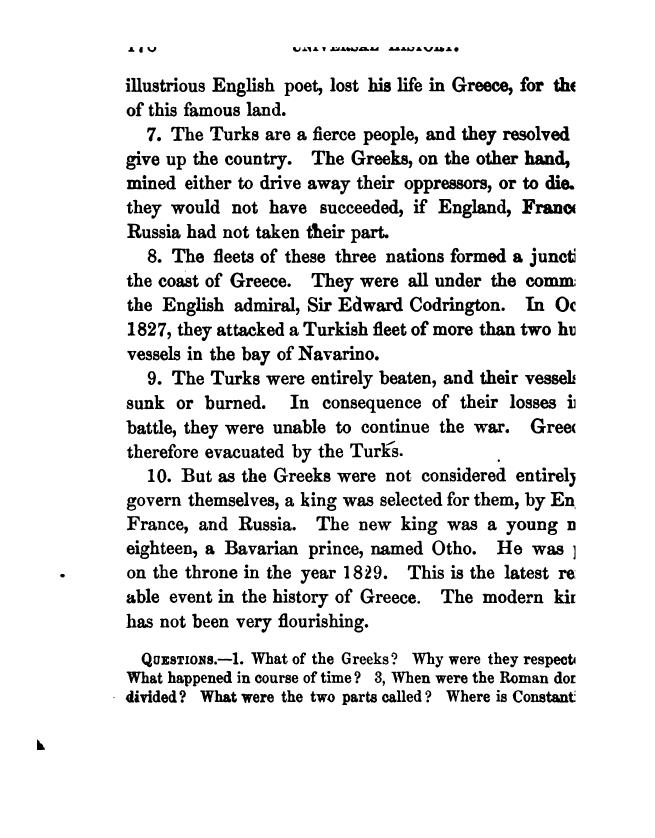 illustrious English poet, lost his life in Greece, for the
of this famous land.
7. The Turks are a fierce people, and they resolved
give up the country. The Greeks, on the other hand,
mined either to drive away their oppressors, or to die.
they would not have succeeded, if England, Franc
Russia had not taken their part.
8. The fleets of these three nations formed a juncti
the coast of Greece. They were all under the comm
the English admiral, Sir Edward Codrington. In Oc
1827, they attacked a Turkish fleet of more than two hu
vessels in the bay of Navarino.
9. The Turks were entirely beaten, and their vessels
sunk or burned. In consequence of their losses i
battle, they were unable to continue the war. Greec
therefore evacuated by the Turks.
10. But as the Greeks were not considered entirely
govern themselves, a king was selected for them, by En
France, and Russia. The new king was a young
eighteen, a Bavarian prince, named Otho. He was
on the throne in the year 1829. This is the latest re
able event in the history of Greece. The modern kin
has not been very flourishing.
QUESTIONS.—1. What of the Greeks? Why were they respect
What happened in course of time? 3, When were the Roman dom
divided? What were the two parts called? Where is Constant